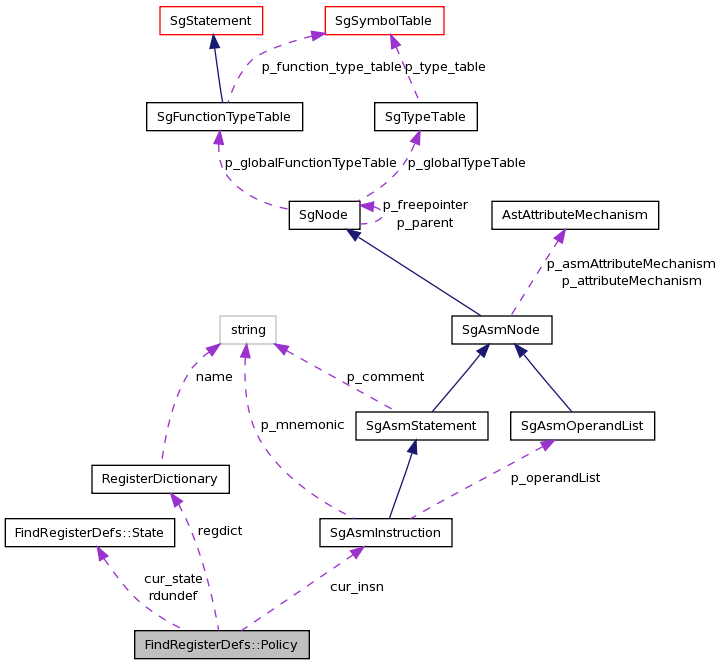 SgStatement
SgSymbolTable
p_function_type_table
p_type_table
SgFunctionTypeTable
SgTypeTable
p_globalFunctionTypeTable
p_globalTypeTable
SgNode
p_freepointer
p_parent
AstAttributeMechanism
p_asmAttributeMechanism
p_attributeMechanism
string
SgAsmNode
name
p_comment
p_mnemonic
SgAsmStatement
SgAsmOperandList
RegisterDictionary
p_operandList
FindRegisterDefs::State
regdict
SgAsmInstruction
cur_state
rdundef
cur_insn
FindRegisterDefs::Policy